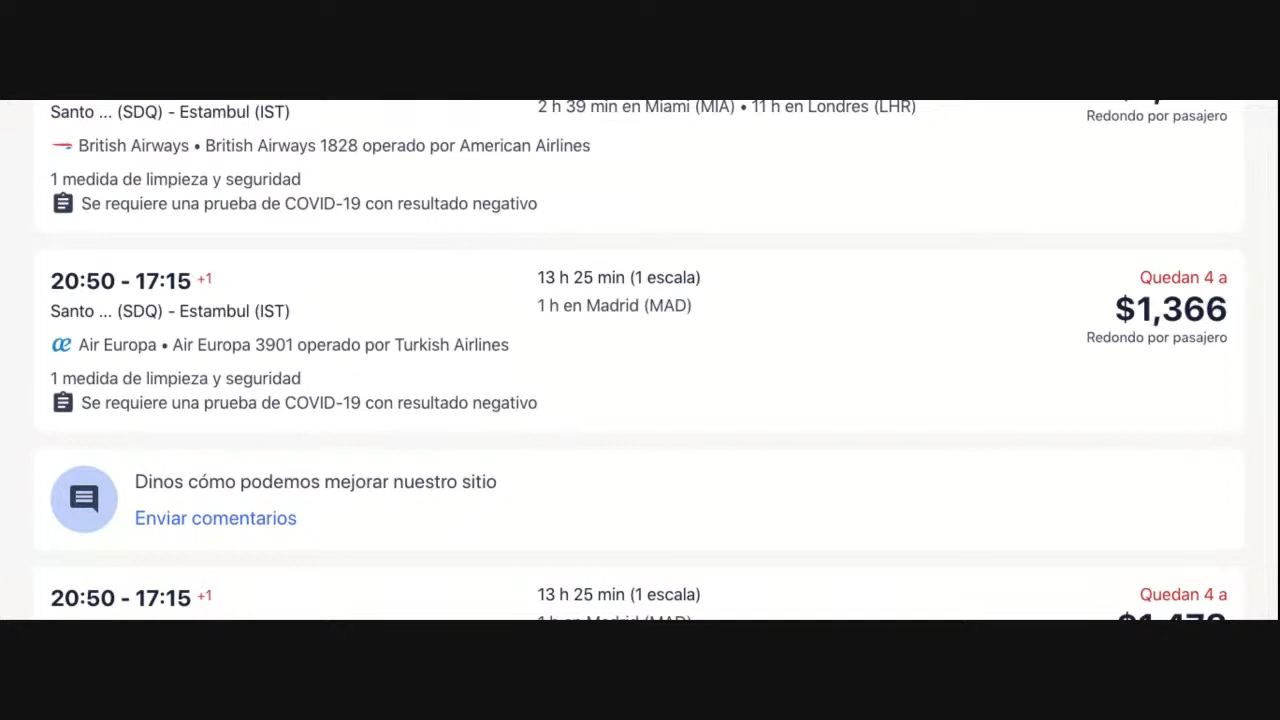 Santo ... (SDQ) - Estambul (IST)
2 h 39 min en Miami (MIA) • 11 h en Londres (LHR)
Redondo por pasajero
British Airways • British Airways 1828 operado por American Airlines
1 medida de limpieza y seguridad
Se requiere una prueba de COVID-19 con resultado negativo
20:50 - 17:15 +1
13 h 25 min (1 escala)
Quedan 4 a
$1,366
Santo ... (SDQ) - Estambul (IST)
1 h en Madrid (MAD)
Redondo por pasajero
Air Europa • Air Europa 3901 operado por Turkish Airlines
1 medida de limpieza y seguridad
Se requiere una prueba de COVID-19 con resultado negativo
Dinos cómo podemos mejorar nuestro sitio
Enviar comentarios
20:50 - 17:15 +1
13 h 25 min (1 escala)
Quedan 4 a
1 h en Madrid (MAD)